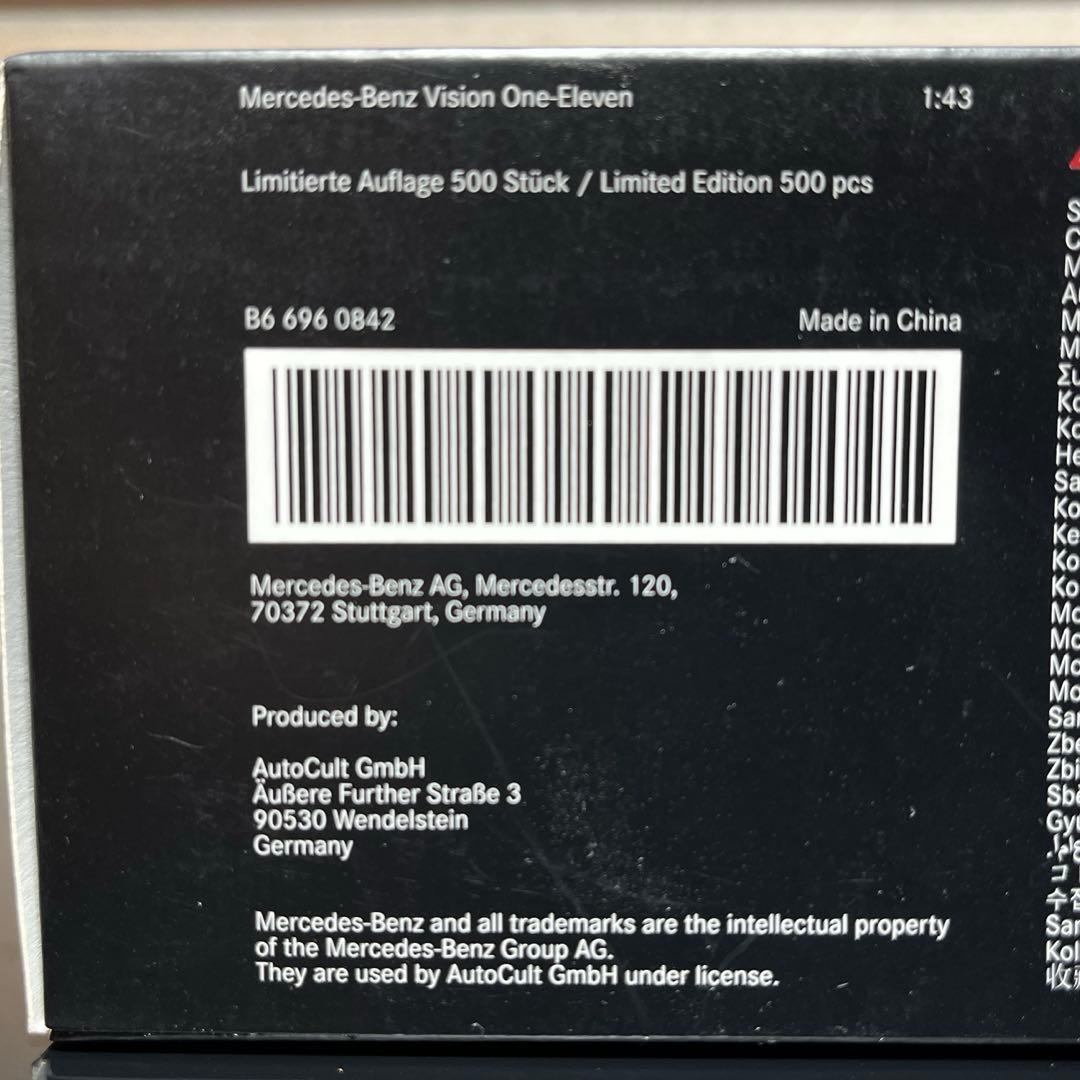 Mercedes-Benz Vision One-Eleven 1:43
Limitierte Auflage 500 Stück / Limited Edition 500 pcs
B6 696 0842 Made in China
Mercedes-Benz AG, Mercedesstr. 120,
70372 Stuttgart, Germany
Produced by:
AutoCult GmbH
Äußere Further Straße 3
90530 Wendelstein
Germany
Mercedes-Benz and all trademarks are the intellectual property
of the Mercedes-Benz Group AG.
They are used by AutoCult GmbH under license.